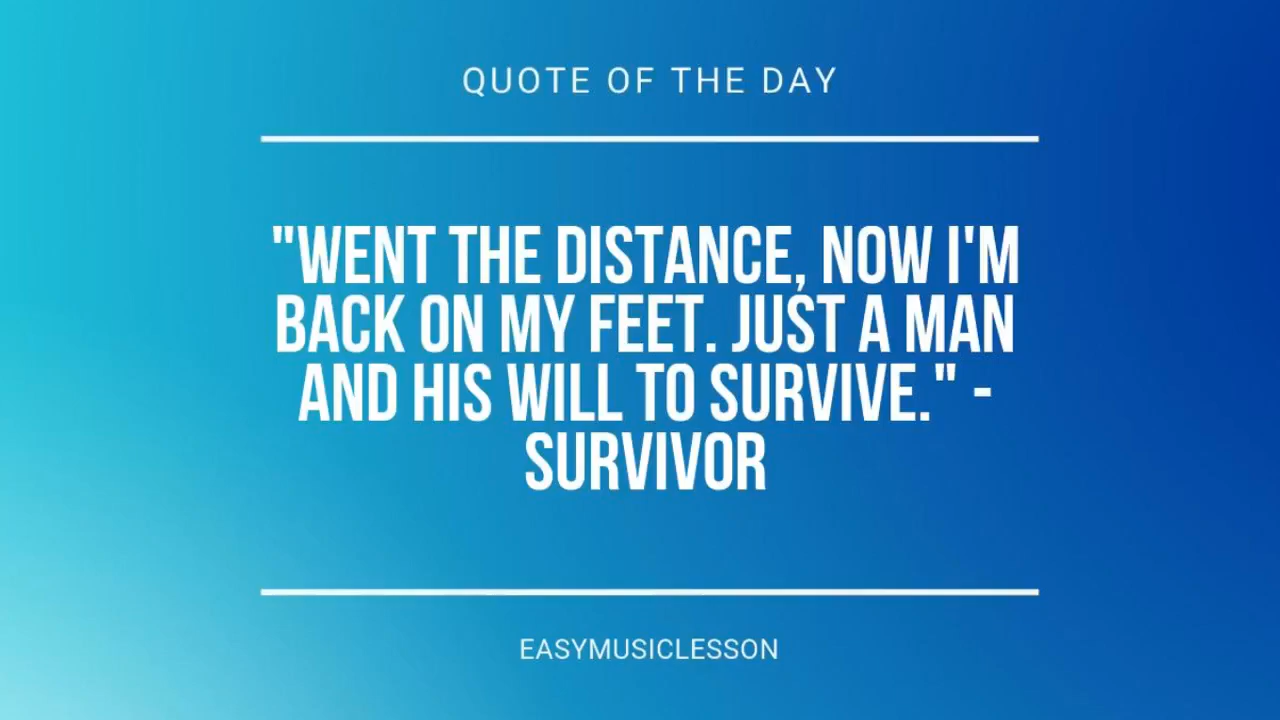 QUOTE OF THE DAY
"WENT THE DISTANCE, NOW I'M
BACK ON MY FEET. JUST A MAN
AND HIS WILL TO SURVIVE." -
SURVIVOR
EASYMUSICLESSON